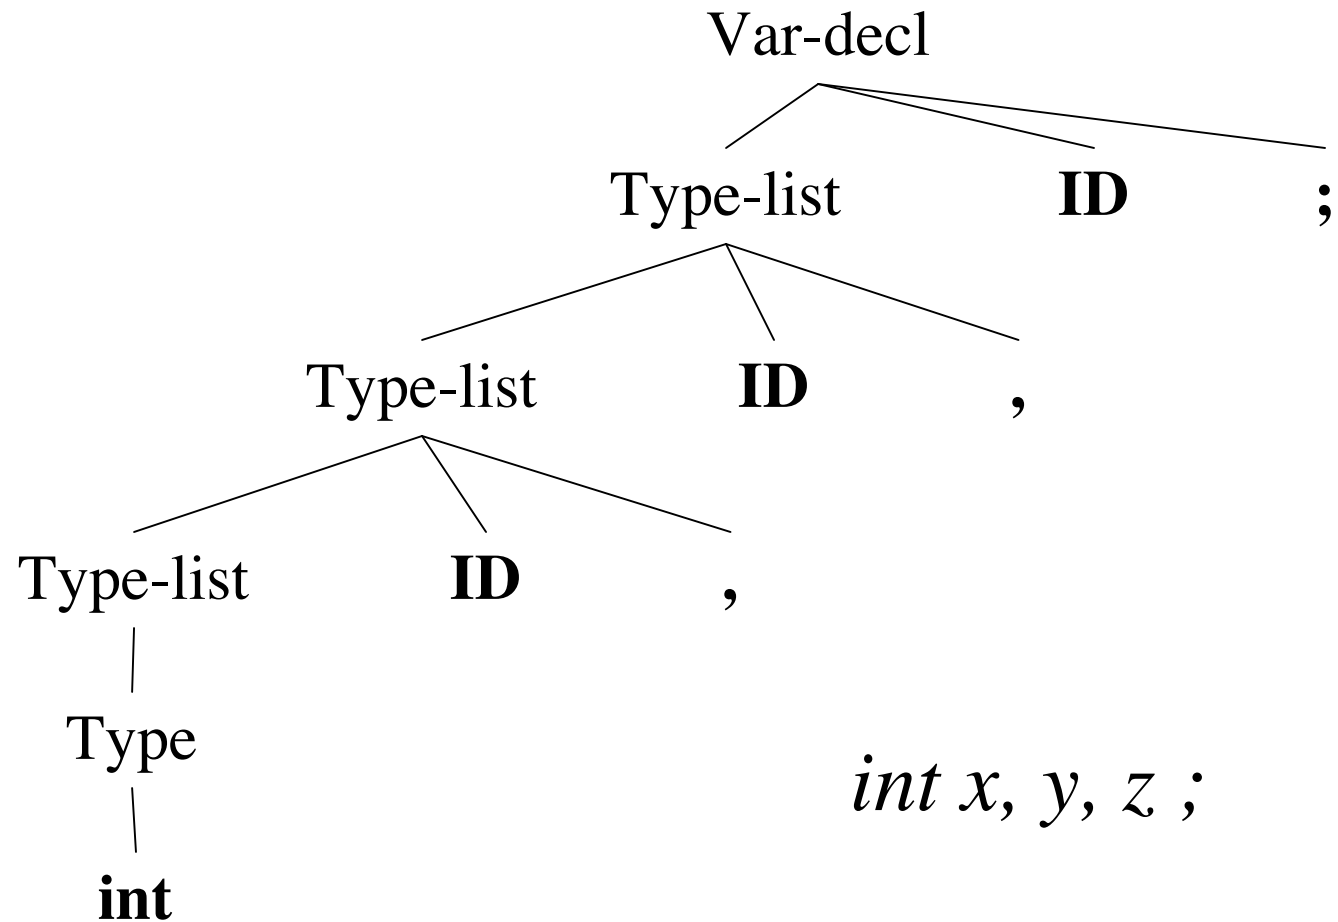 Var-decl
Type-list ID ;
Type-list ID ,
Type-list ID ,
Type
int x, y, z ;
int